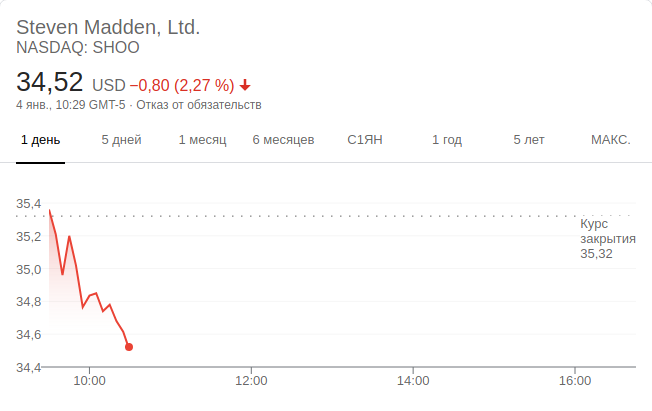 Steven Madden, Ltd.
NASDAQ: SHOO
34,52 USD −0,80 (2,27 %)
4 янв., 10:29 GMT-5 · Отказ от обязательств
1 день 5 дней 1 месяц 6 месяцев С1ЯН 1 год 5 лет МАКС.
35,4
Курс
закрытия
35,32
35,2
35,0
34,8
34,6
34,4
10:00 12:00 14:00 16:00